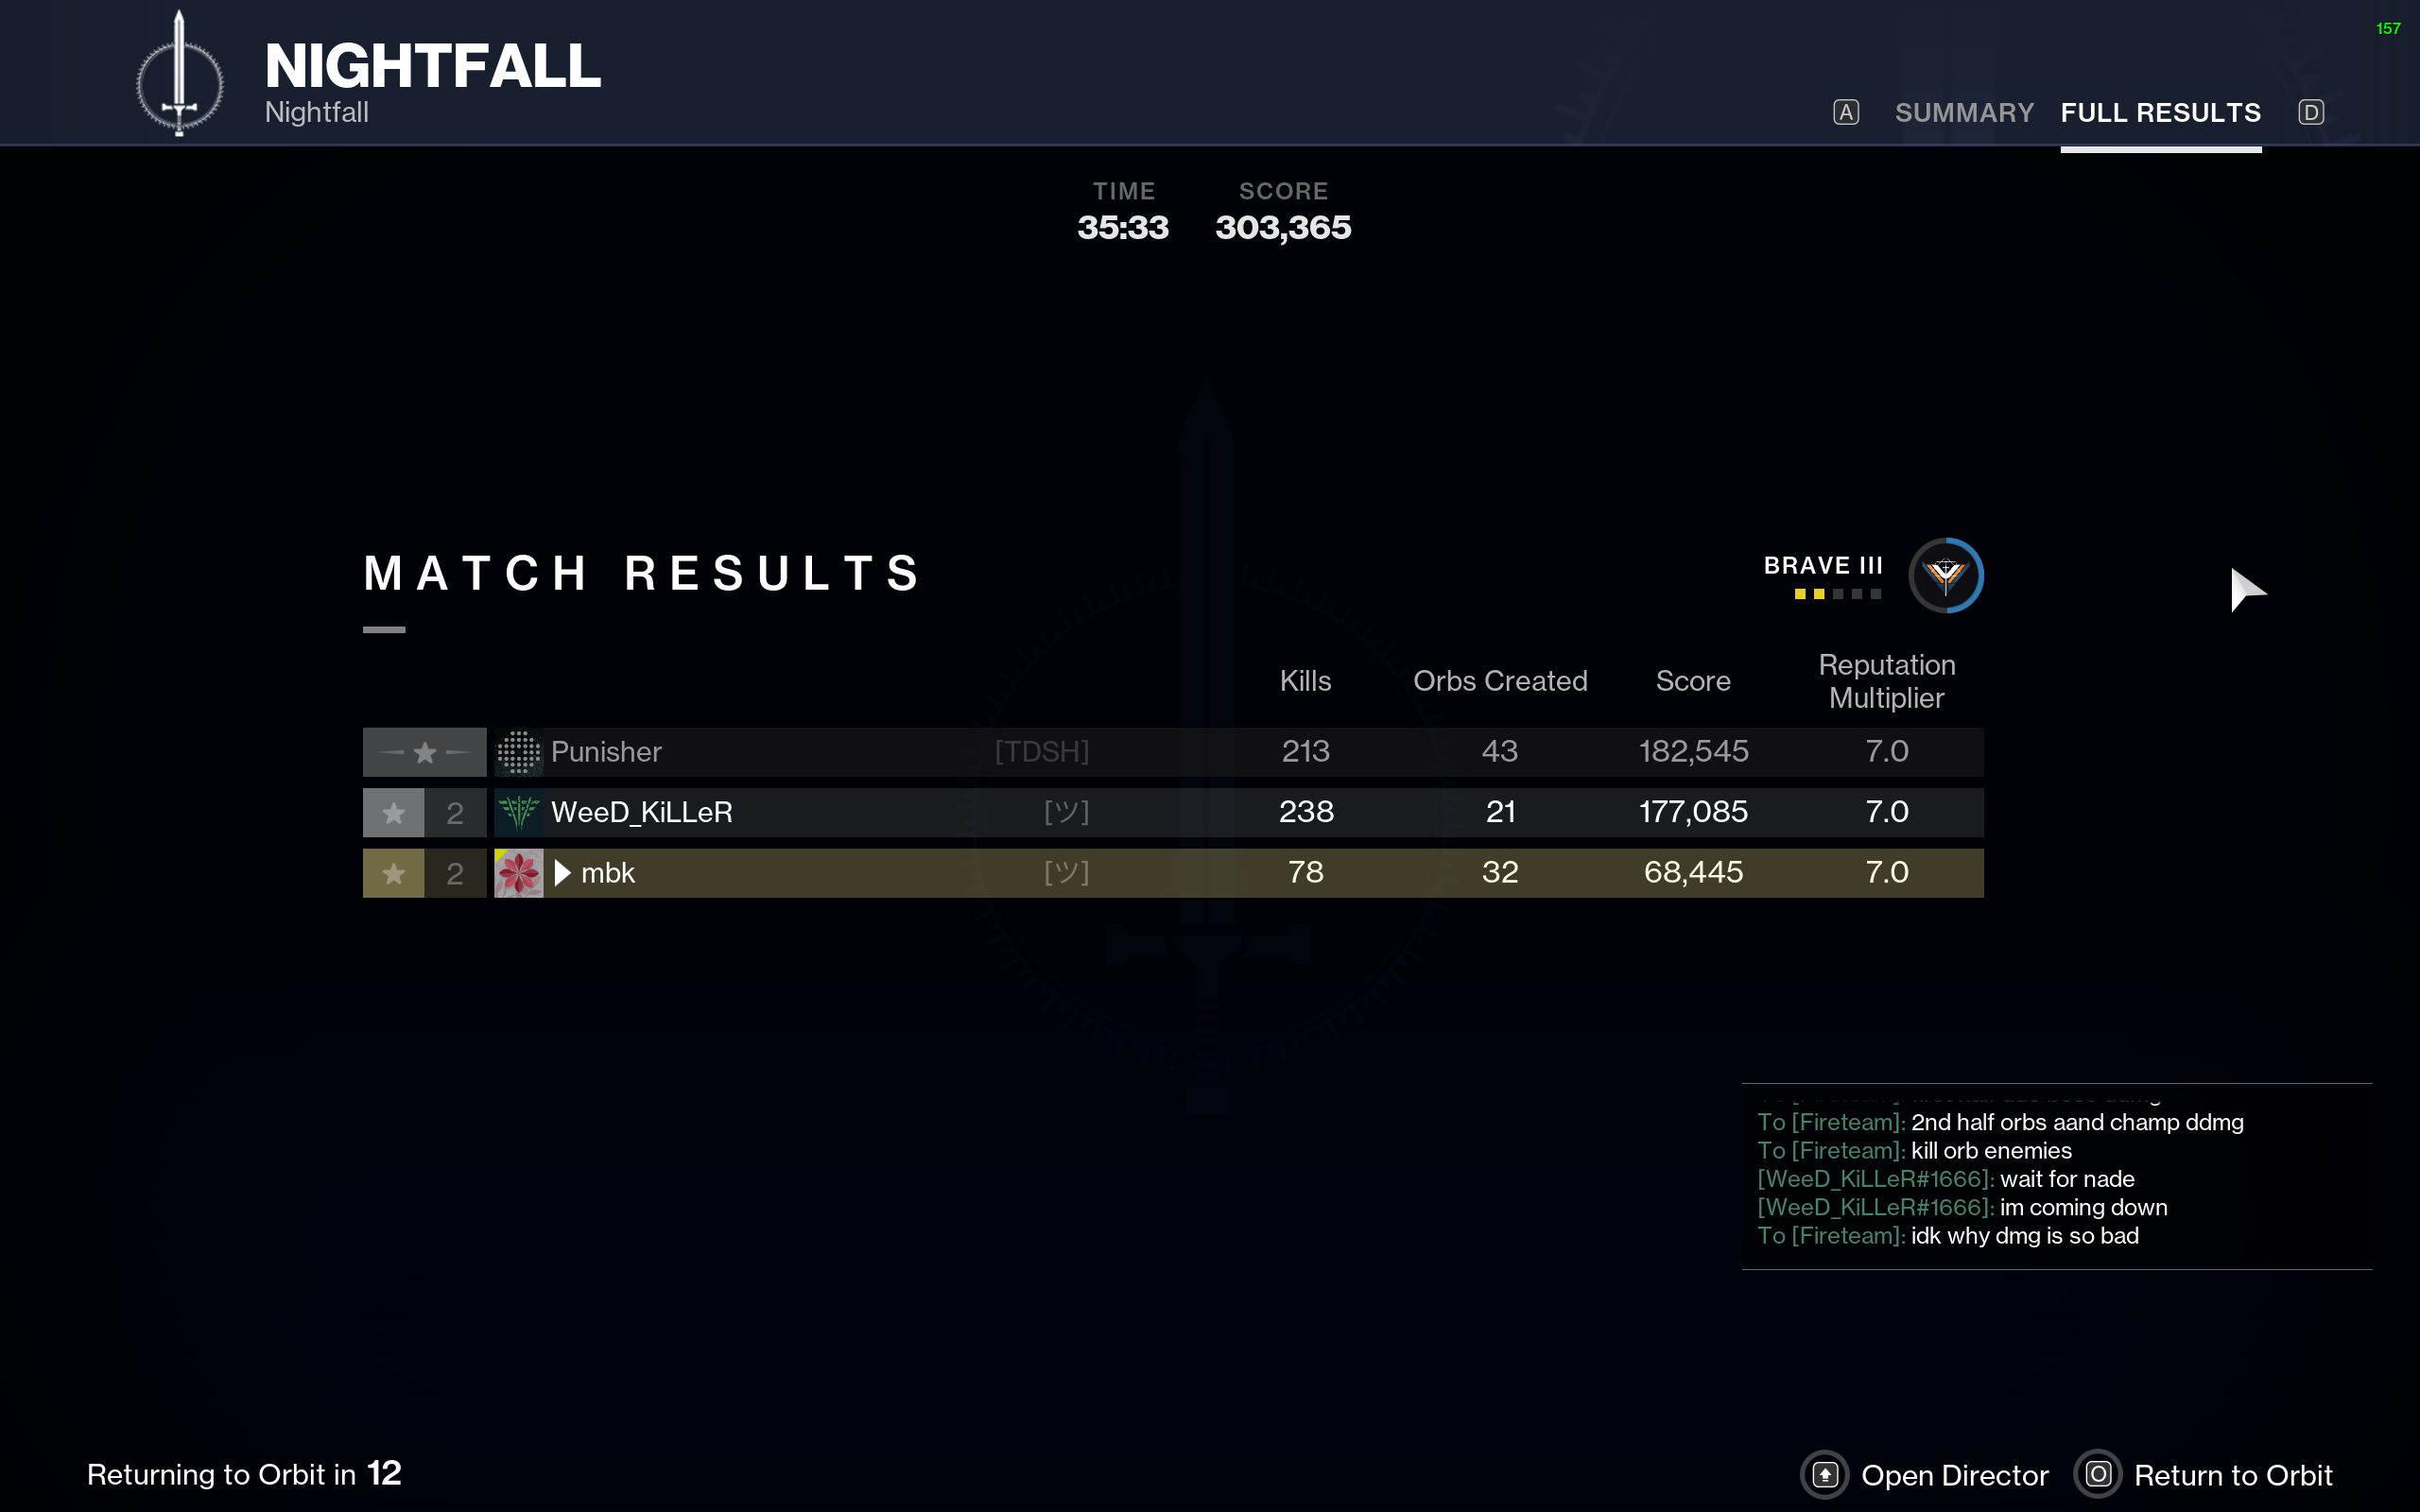 157
NIGHTFALL
Nightfall
A SUMMARY FULL RESULTS D
TIME SCORE
35:33 303,365
MATCH RESULTS
BRAVE III
Kills Orbs Created Score Reputation Multiplier
Punisher [TDSH] 213 43 182,545 7.0
2 WeeD_KiLLeR [ツ] 238 21 177,085 7.0
2 mbk [ツ] 78 32 68,445 7.0
To [Fireteam]: 2nd half orbs aand champ ddmg
To [Fireteam]: kill orb enemies
[WeeD_KiLLeR#1666]: wait for nade
[WeeD_KiLLeR#1666]: im coming down
To [Fireteam]: idk why dmg is so bad
Returning to Orbit in 12
Open Director O Return to Orbit